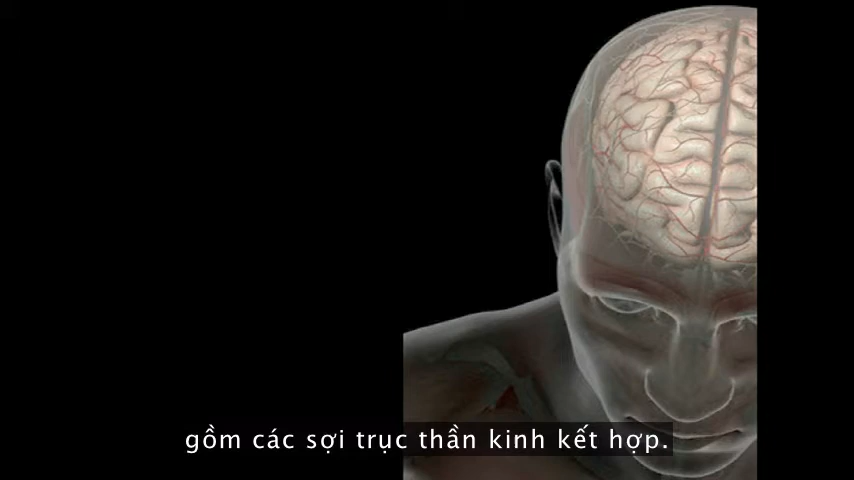 gồm các sợi trục thần kinh kết hợp.